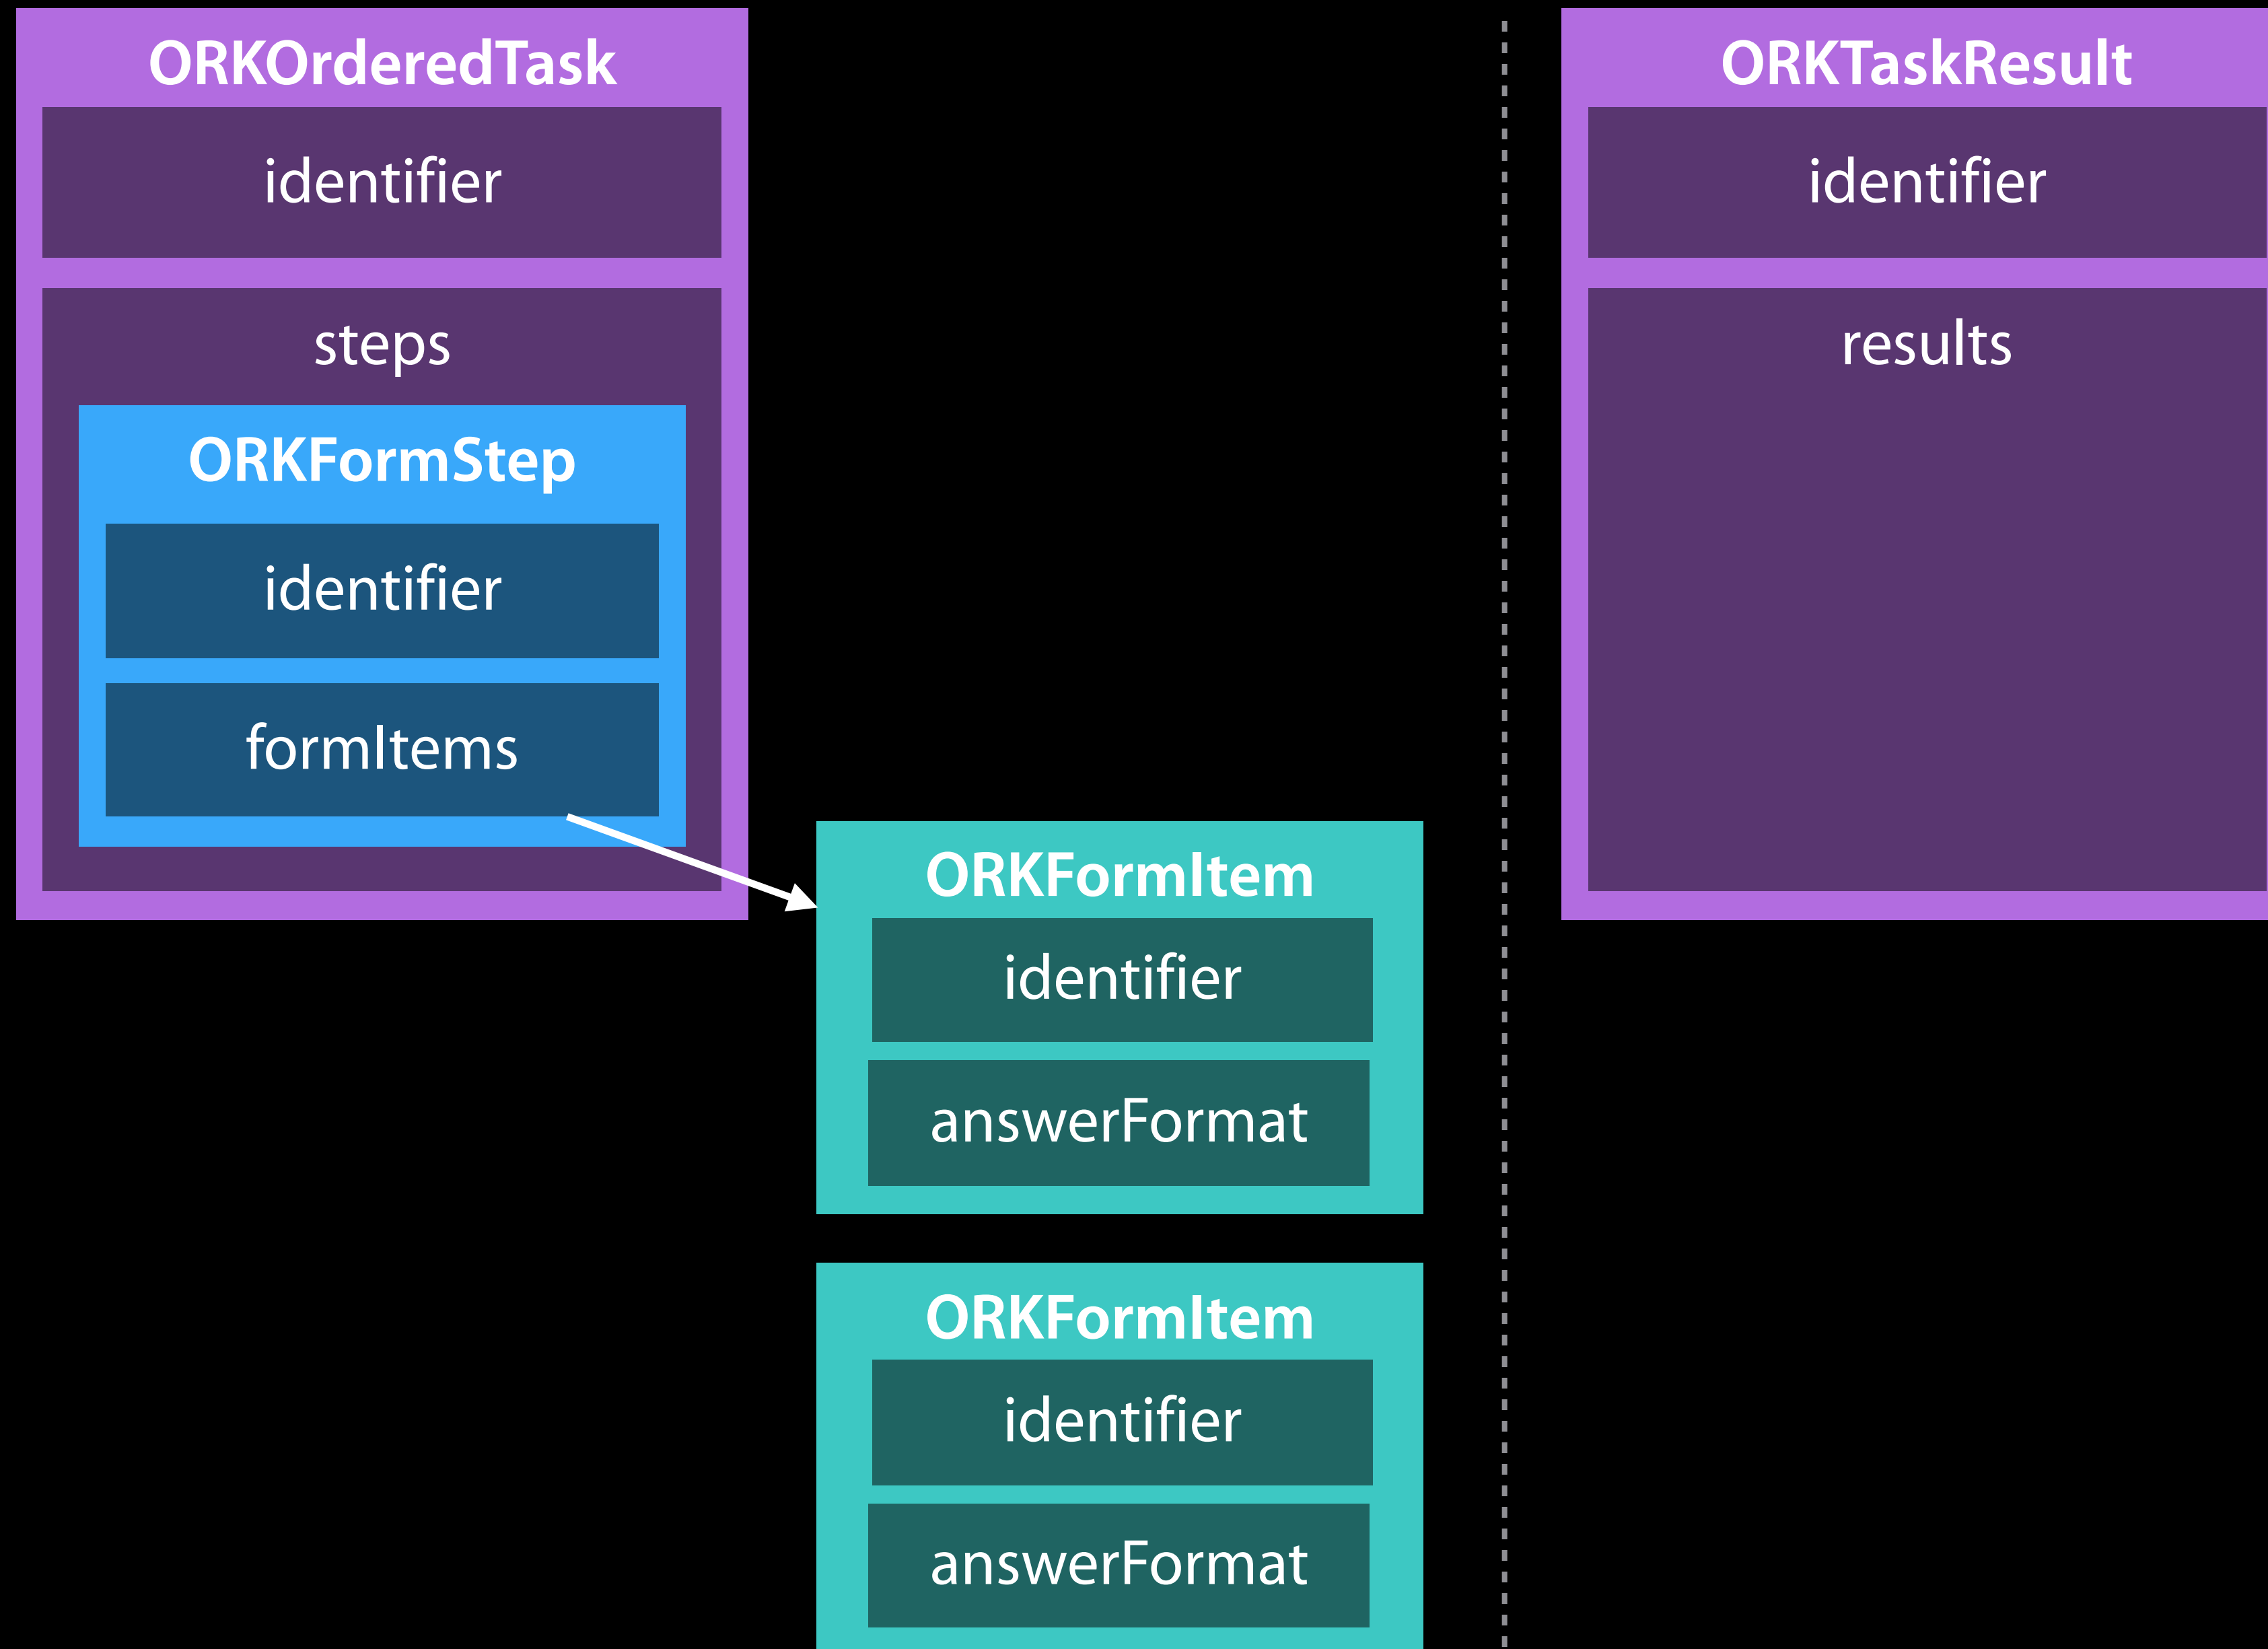 ORKOrderedTask
identifier
steps
ORKFormStep
identifier
formItems
ORKFormItem
identifier
answerFormat
ORKFormItem
identifier
answerFormat
ORKTaskResult
identifier
results